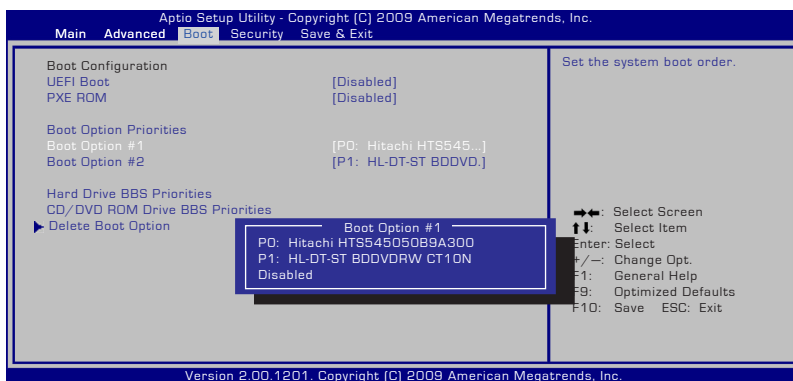 Aptio Setup Utility - Copyright (C) 2009 American Megatrends, Inc.
Main Advanced Boot Security Save & Exit
Boot Configuration
UEFI Boot [Disabled]
PXE ROM [Disabled]
Boot Option Priorities
Boot Option #1 [P0: Hitachi HTS545...]
Boot Option #2 [P1: HL-DT-ST BDDVD.]
Hard Drive BBS Priorities
CD/DVD ROM Drive BBS Priorities
Delete Boot Option
Boot Option #1
P0: Hitachi HTS545050B9A300
P1: HL-DT-ST BDDVDRW CT10N
Disabled
Set the system boot order.
→←: Select Screen
↑↓: Select Item
Enter: Select
+/—: Change Opt.
F1: General Help
F9: Optimized Defaults
F10: Save ESC: Exit
Version 2.00.1201. Copyright (C) 2009 American Megatrends, Inc.